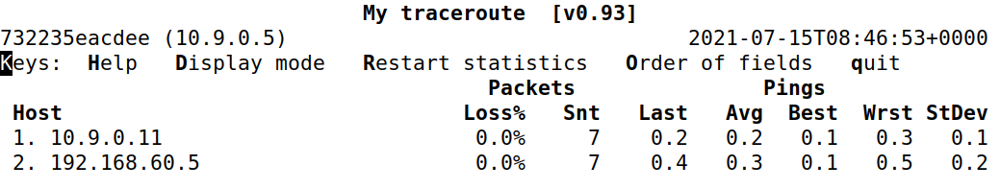 My traceroute  [v0.93]
732235eacdee (10.9.0.5)                                2021-07-15T08:46:53+0000
Keys:  Help   Display mode   Restart statistics   Order of fields   quit
                                       Packets               Pings
 Host                                Loss%   Snt   Last   Avg  Best  Wrst StDev
 1. 10.9.0.11                         0.0%     7    0.2   0.2   0.1   0.3   0.1
 2. 192.168.60.5                      0.0%     7    0.4   0.3   0.1   0.5   0.2